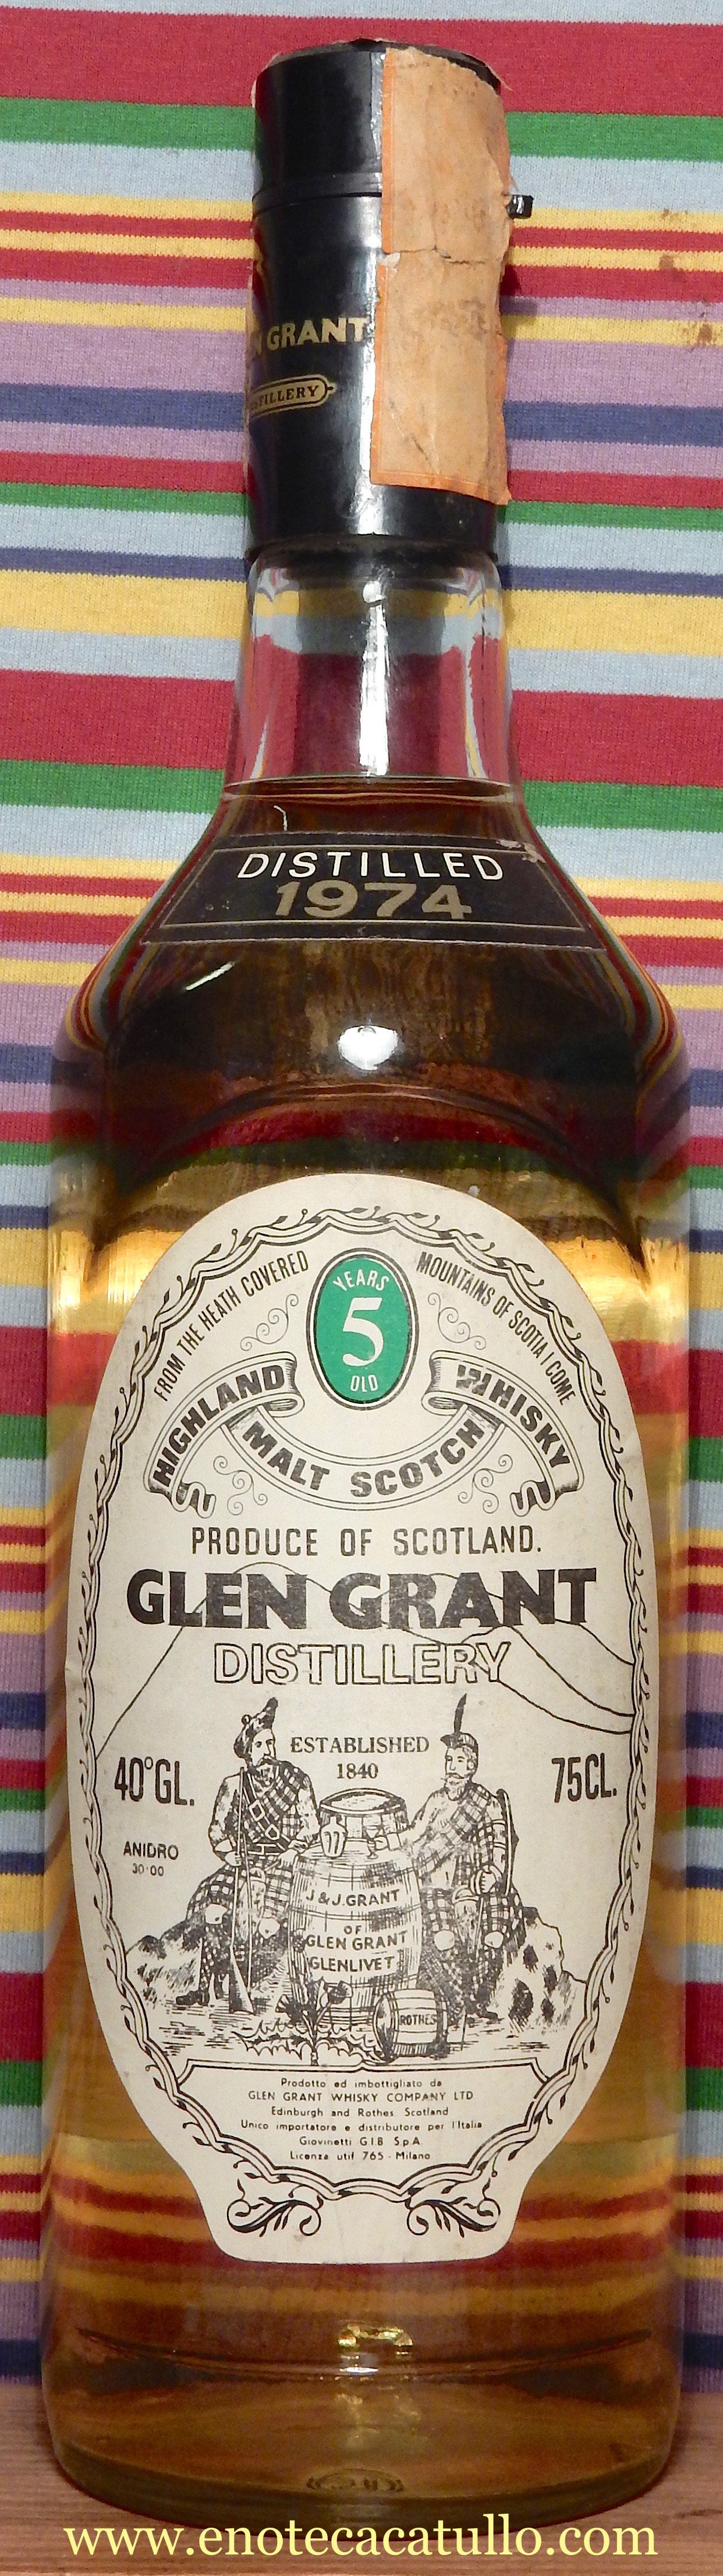 GRANT
DISTILLED
1974
YEARS
5
OLD
FROM THE HEATH COVERED
MOUNTAINS OF SCOTIA I COME
HIGHLAND
MALT SCOTCH
WHISKY
PRODUCE OF SCOTLAND.
GLEN GRANT
DISTILLERY
ESTABLISHED
1840
40°GL.
75CL.
ANIDRO
30·00
J & J. GRANT
OF
GLEN GRANT
GLENLIVET
ROTHES
Prodotto ed imbottigliato da
GLEN GRANT WHISKY COMPANY LTD
Edinburgh and Rothes Scotland
Unico importatore e distributore per l'Italia
Giovinetti GIB S.p.A.
Licenza utif 765 - Milano
www.enotecacatullo.com